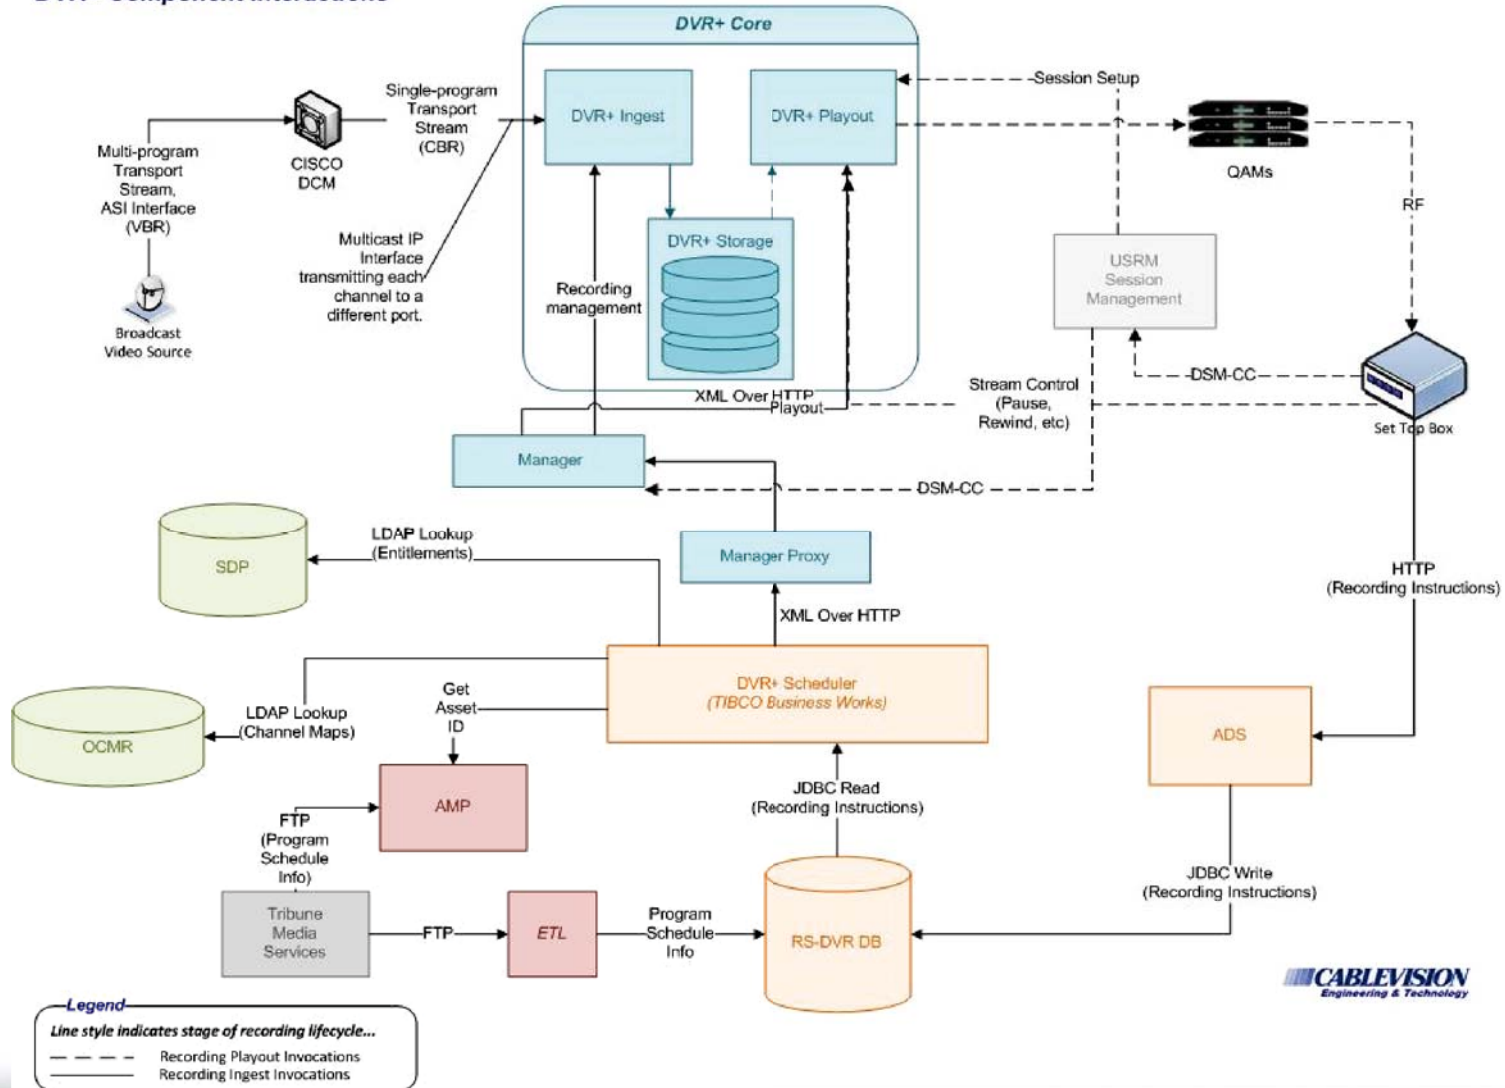 DVR+ Core
DVR+ Ingest
DVR+ Playout
Session Setup
Single-program
Transport
Stream
(CBR)
CISCO
DCM
Multi-program
Transport
Stream,
ASI Interface
(VBR)
QAMs
RF
Multicast IP
Interface
transmitting each
channel to a
different port.
DVR+ Storage
USRM
Session
Management
Recording
management
Broadcast
Video Source
DSM-CC
Stream Control
(Pause,
Rewind, etc)
XML Over HTTP
Playout
Set Top Box
Manager
DSM-CC
LDAP Lookup
(Entitlements)
SDP
Manager Proxy
HTTP
(Recording Instructions)
XML Over HTTP
DVR+ Scheduler
(TIBCO Business Works)
Get
Asset
ID
LDAP Lookup
(Channel Maps)
OCMR
ADS
AMP
JDBC Read
(Recording Instructions)
FTP
(Program
Schedule
Info)
JDBC Write
(Recording Instructions)
Tribune
Media
Services
FTP
ETL
Program
Schedule
Info
RS-DVR DB
CABLEVISION
Engineering & Technology
Legend
Line style indicates stage of recording lifecycle...
Recording Playout Invocations
Recording Ingest Invocations